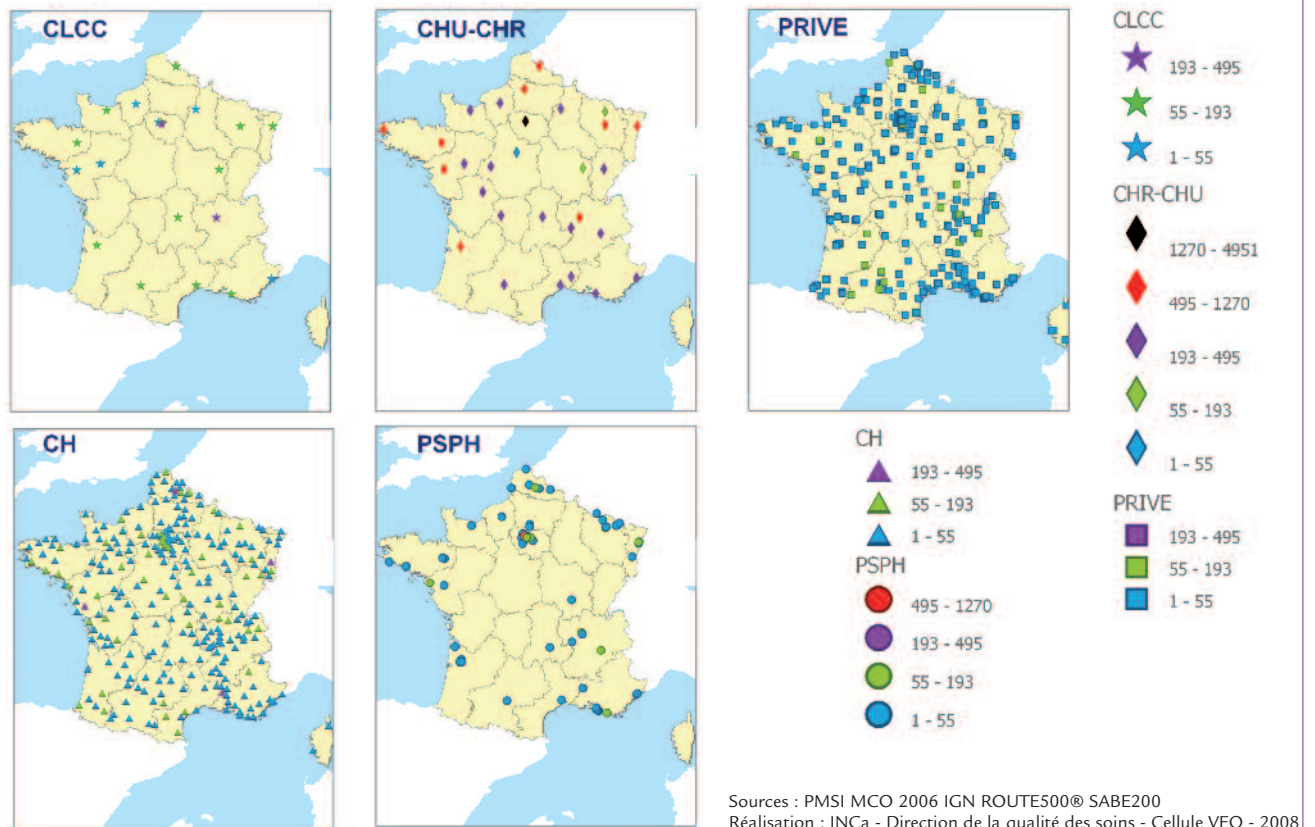 CLCC
CHU-CHR
PRIVE
CLCC
193 - 495
55 - 193
1 - 55
CHR-CHU
1270 - 4951
495 - 1270
193 - 495
55 - 193
1 - 55
PRIVE
193 - 495
55 - 193
1 - 55
CH
PSPH
CH
193 - 495
55 - 193
1 - 55
PSPH
495 - 1270
193 - 495
55 - 193
1 - 55
Sources : PMSI MCO 2006 IGN ROUTE500® SABE200
Réalisation : INCa - Direction de la qualité des soins - Cellule VEO - 2008